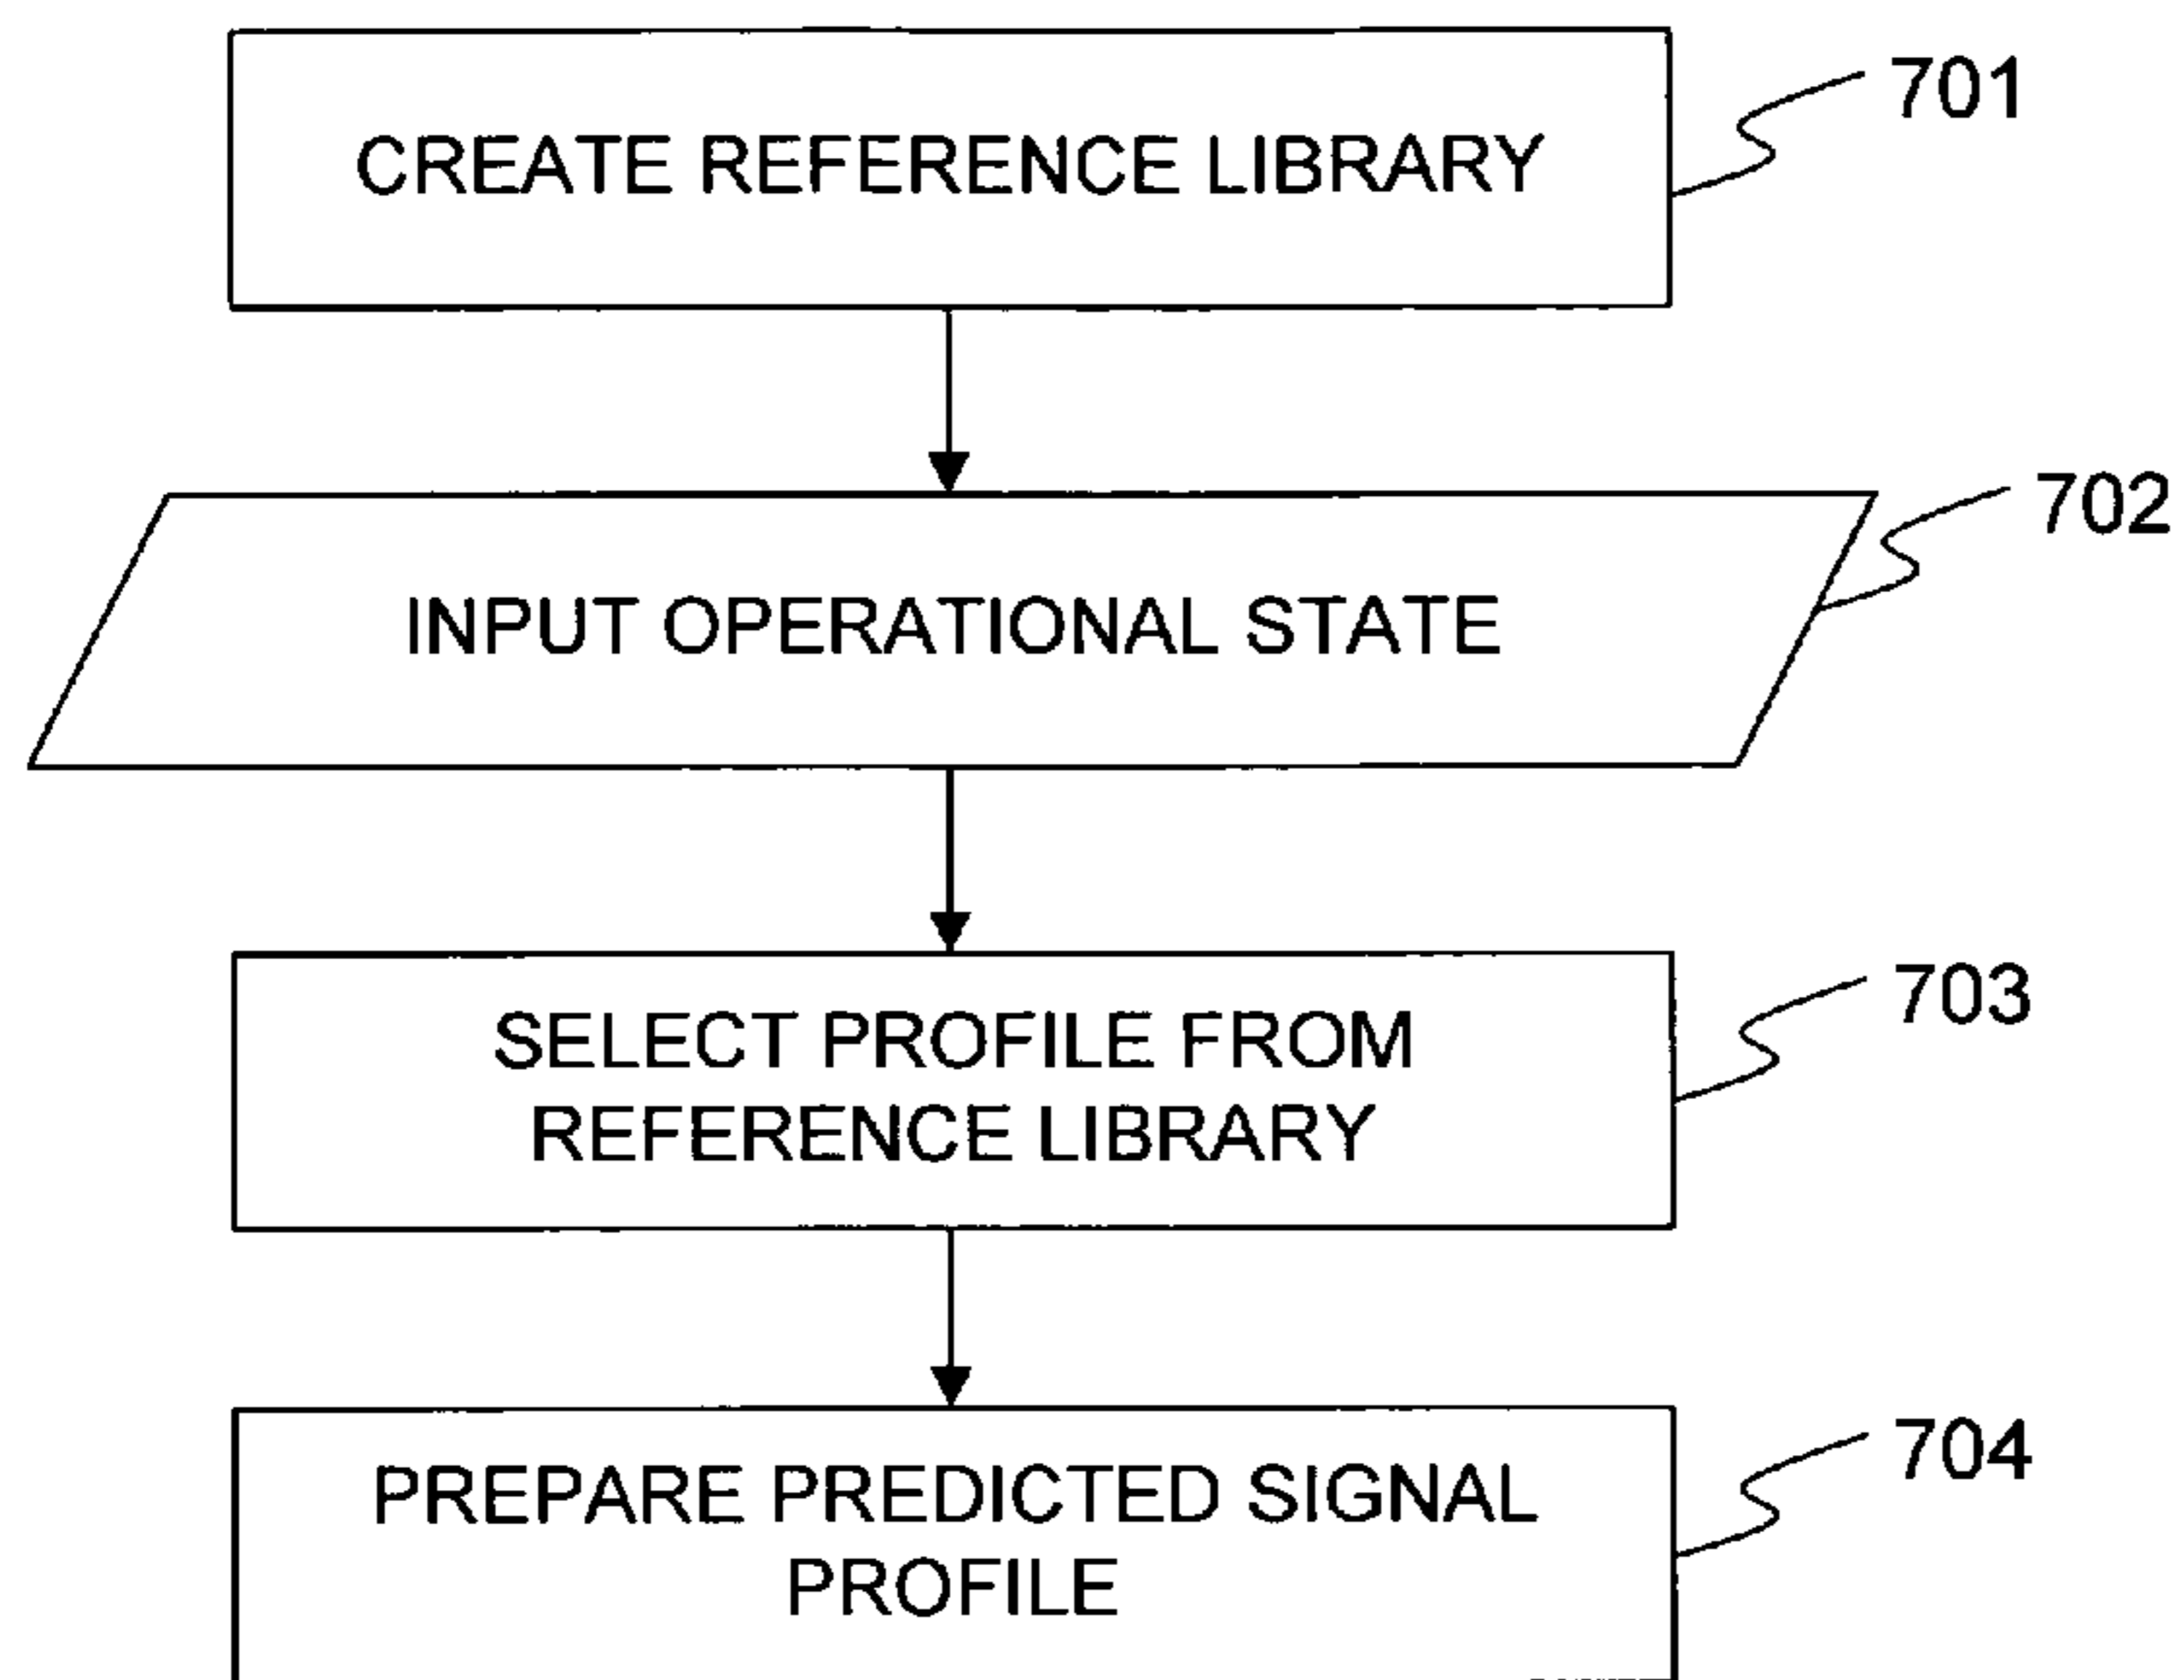 CREATE REFERENCE LIBRARY
701
INPUT OPERATIONAL STATE
702
SELECT PROFILE FROM
REFERENCE LIBRARY
703
PREPARE PREDICTED SIGNAL
PROFILE
704